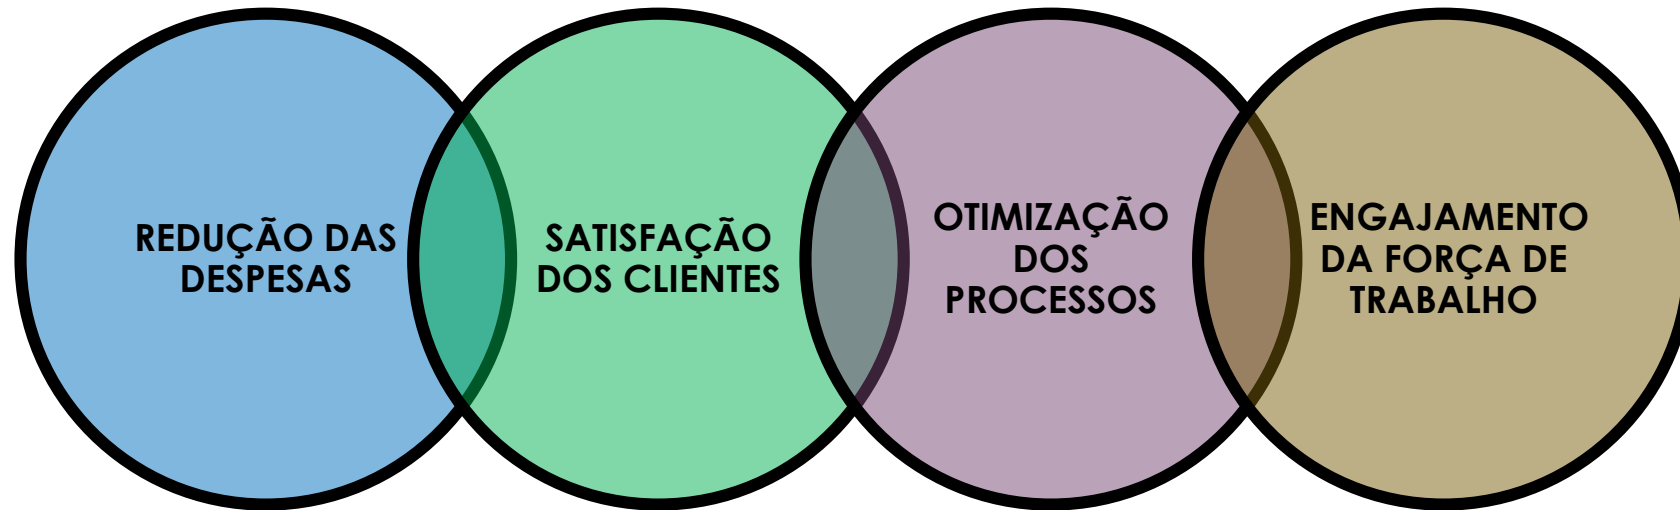 REDUÇÃO DAS
DESPESAS
SATISFAÇÃO
DOS CLIENTES
OTIMIZAÇÃO
DOS
PROCESSOS
ENGAJAMENTO
DA FORÇA DE
TRABALHO